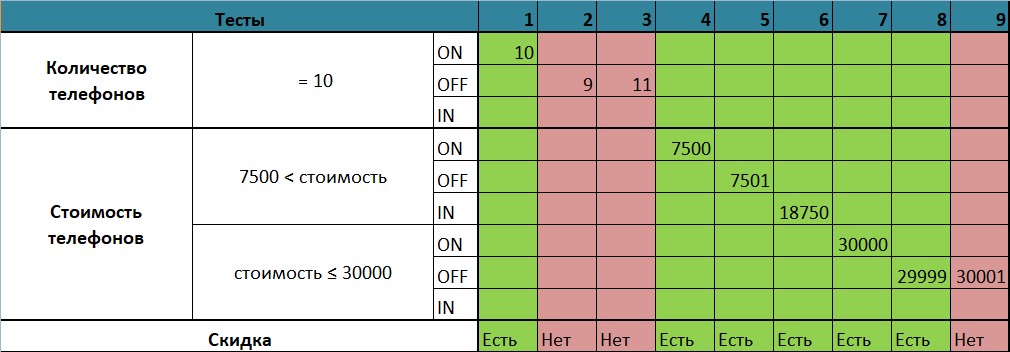 Тесты 1 2 3 4 5 6 7 8 9
Количество телефонов = 10 ON 10
OFF 9 11
IN
Стоимость телефонов 7500 < стоимость ON 7500
OFF 7501
IN 18750
стоимость ≤ 30000 ON 30000
OFF 29999 30001
IN
Скидка Есть Нет Нет Есть Есть Есть Есть Есть Нет